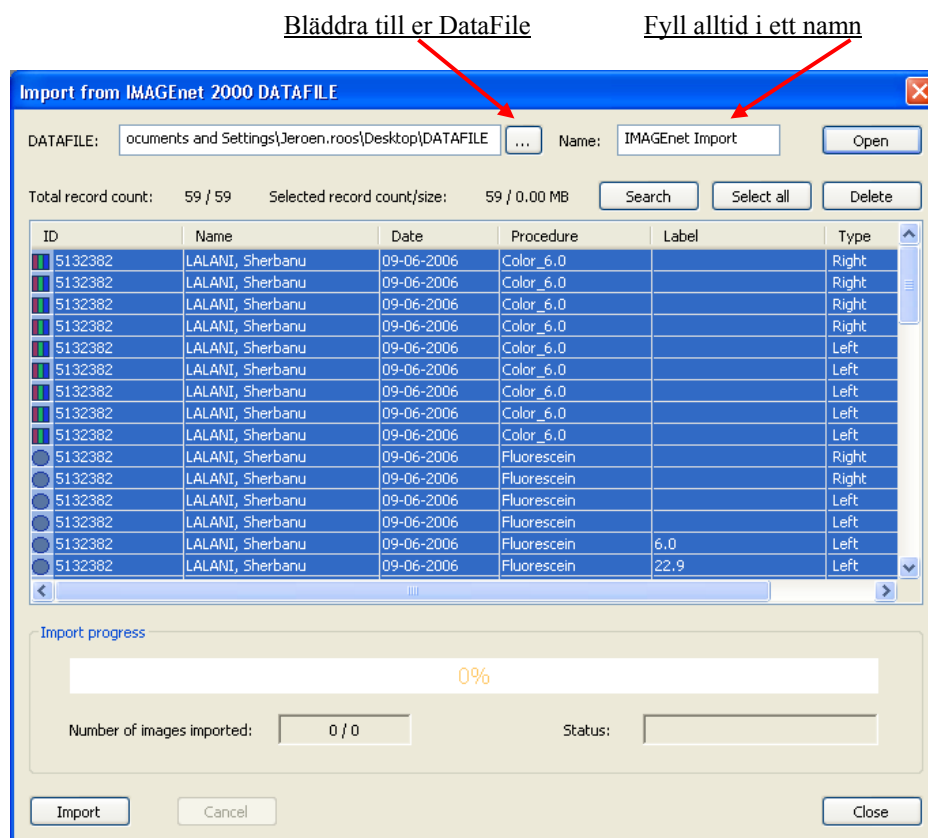 Bläddra till er DataFile Fyll alltid i ett namn
Import from IMAGEnet 2000 DATAFILE
DATAFILE: ocuments and Settings\Jeroen.roos\Desktop\DATAFILE ... Name: IMAGEnet Import Open
Total record count: 59 / 59 Selected record count/size: 59 / 0.00 MB Search Select all Delete
ID Name Date Procedure Label Type
5132382 LALANI, Sherbanu 09-06-2006 Color_6.0 Right
5132382 LALANI, Sherbanu 09-06-2006 Color_6.0 Right
5132382 LALANI, Sherbanu 09-06-2006 Color_6.0 Right
5132382 LALANI, Sherbanu 09-06-2006 Color_6.0 Right
5132382 LALANI, Sherbanu 09-06-2006 Color_6.0 Left
5132382 LALANI, Sherbanu 09-06-2006 Color_6.0 Left
5132382 LALANI, Sherbanu 09-06-2006 Color_6.0 Left
5132382 LALANI, Sherbanu 09-06-2006 Color_6.0 Left
5132382 LALANI, Sherbanu 09-06-2006 Color_6.0 Left
5132382 LALANI, Sherbanu 09-06-2006 Fluorescein Right
5132382 LALANI, Sherbanu 09-06-2006 Fluorescein Right
5132382 LALANI, Sherbanu 09-06-2006 Fluorescein Left
5132382 LALANI, Sherbanu 09-06-2006 Fluorescein Left
5132382 LALANI, Sherbanu 09-06-2006 Fluorescein 6.0 Left
5132382 LALANI, Sherbanu 09-06-2006 Fluorescein 22.9 Left
Import progress
0%
Number of images imported: 0 / 0 Status:
Import Cancel Close